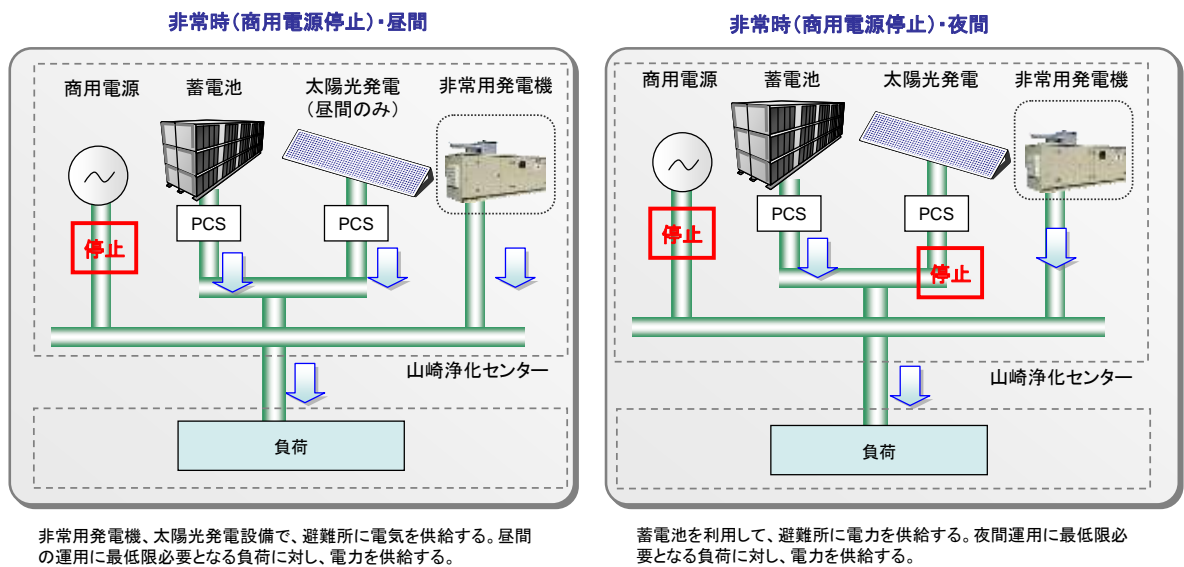 非常時(商用電源停止)・昼間
商用電源
蓄電池
太陽光発電
(昼間のみ)
非常用発電機
PCS
PCS
停止
山崎浄化センター
負荷
非常用発電機、太陽光発電設備で、避難所に電気を供給する。昼間
の運用に最低限必要となる負荷に対し、電力を供給する。
非常時(商用電源停止)・夜間
商用電源
蓄電池
太陽光発電
非常用発電機
PCS
PCS
停止
停止
山崎浄化センター
負荷
蓄電池を利用して、避難所に電力を供給する。夜間運用に最低限必
要となる負荷に対し、電力を供給する。